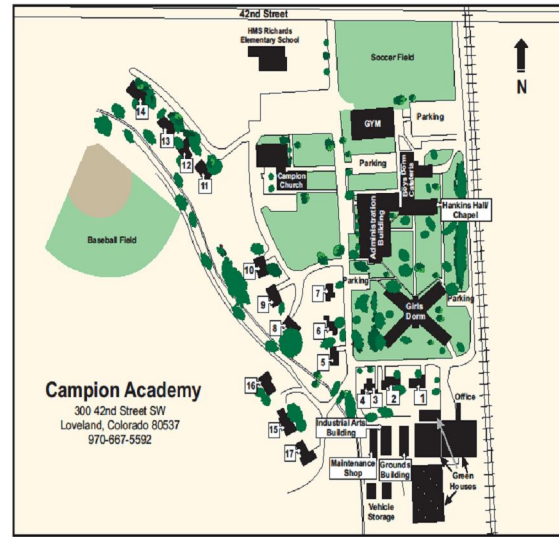 42nd Street
HMS Richards
Elementary School
Soccer Field
N
GYM
Parking
Parking
Boys Dorm
Cafeteria
Campion
Church
Hankins Hall/
Chapel
Administration
Building
14
13
12
11
Baseball Field
10
9
8
7
6
5
Parking
Girls
Dorm
Parking
16
15
17
4
3
2
1
Office
Industrial Arts
Building
Maintenance
Shop
Grounds
Building
Green
Houses
Vehicle
Storage
Campion Academy
300 42nd Street SW
Loveland, Colorado 80537
970-667-5592